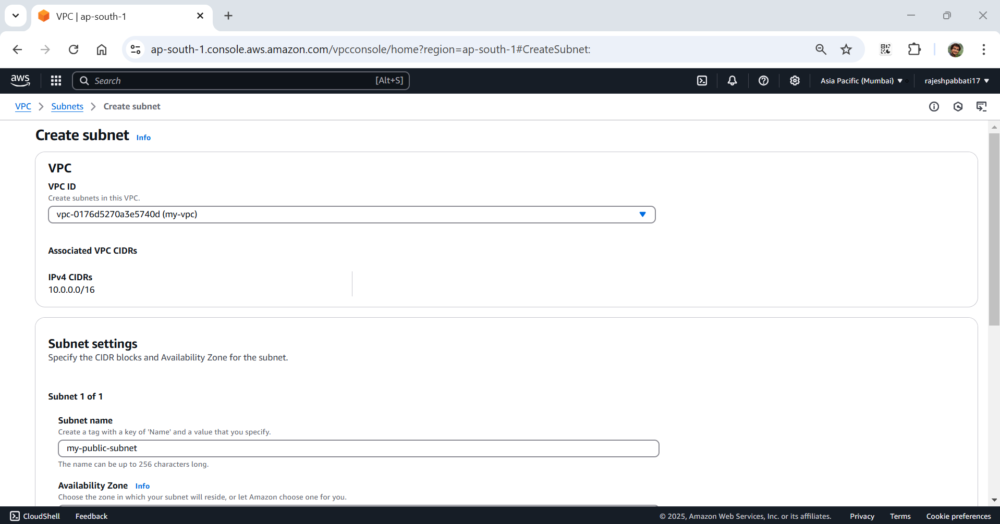 VPC | ap-south-1
ap-south-1.console.aws.amazon.com/vpcconsole/home?region=ap-south-1#CreateSubnet:
aws Search [Alt+S] Asia Pacific (Mumbai) rajeshpabbati17
VPC Subnets Create subnet
Create subnet Info
VPC
VPC ID
Create subnets in this VPC.
vpc-0176d5270a3e5740d (my-vpc)
Associated VPC CIDRs
IPv4 CIDRs
10.0.0.0/16
Subnet settings
Specify the CIDR blocks and Availability Zone for the subnet.
Subnet 1 of 1
Subnet name
Create a tag with a key of 'Name' and a value that you specify.
my-public-subnet
The name can be up to 256 characters long.
Availability Zone Info
Choose the zone in which your subnet will reside, or let Amazon choose one for you.
CloudShell Feedback © 2025, Amazon Web Services, Inc. or its affiliates. Privacy Terms Cookie preferences